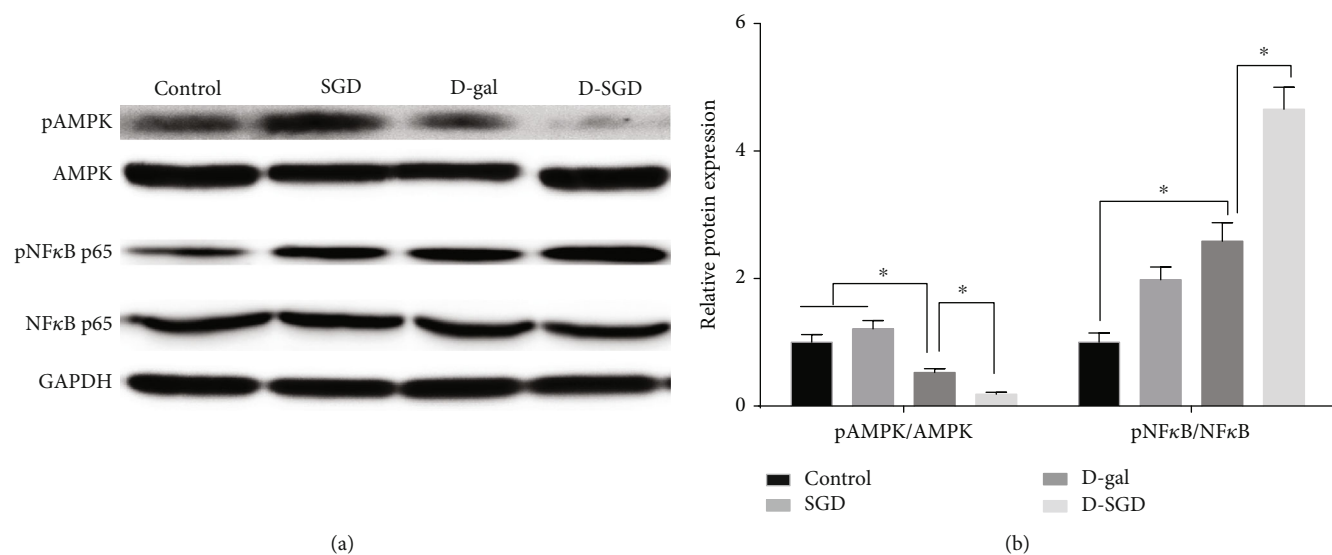 Control SGD D-gal D-SGD
pAMPK
AMPK
pNFκB p65
NFκB p65
GAPDH
(a)
Relative protein expression
6
4
2
0
*
*
*
*
pAMPK/AMPK pNFκB/NFκB
Control D-gal
SGD D-SGD
(b)